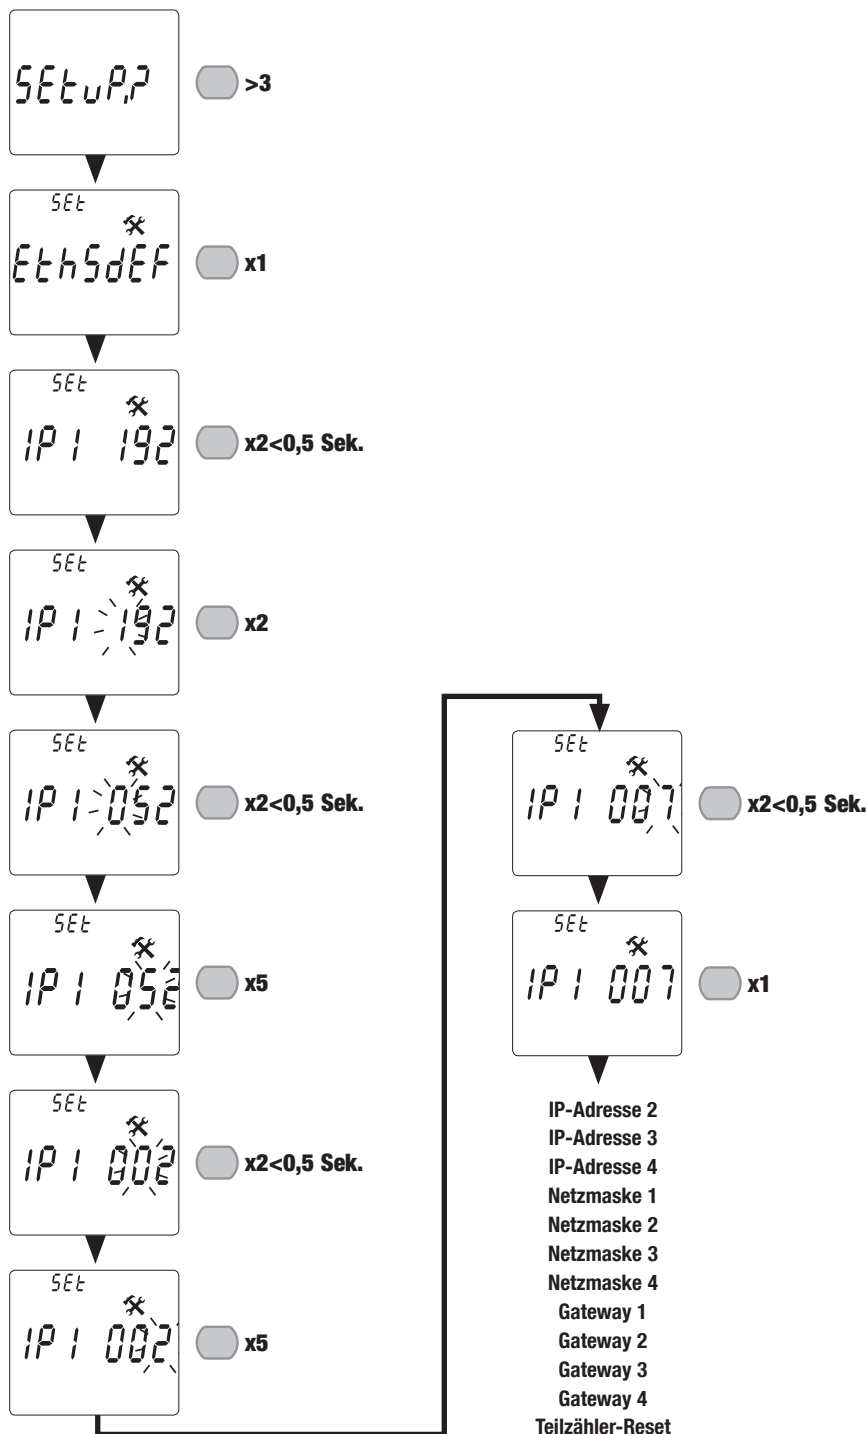 SEtuP,?
>3
SEt
EthSdEF
x1
SEt
IP1 192
x2<0,5 Sek.
SEt
IP1 192
x2
SEt
IP1 052
x2<0,5 Sek.
SEt
IP1 052
x5
SEt
IP1 002
x2<0,5 Sek.
SEt
IP1 002
x5
SEt
IP1 007
x2<0,5 Sek.
SEt
IP1 007
x1
IP-Adresse 2
IP-Adresse 3
IP-Adresse 4
Netzmaske 1
Netzmaske 2
Netzmaske 3
Netzmaske 4
Gateway 1
Gateway 2
Gateway 3
Gateway 4
Teilzähler-Reset